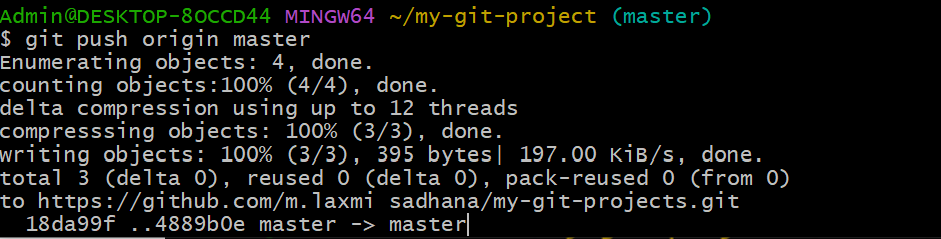 Admin@DESKTOP-8OCCD44 MINGW64 ~/my-git-project (master)
$ git push origin master
Enumerating objects: 4, done.
counting objects:100% (4/4), done.
delta compression using up to 12 threads
compresssing objects: 100% (3/3), done.
writing objects: 100% (3/3), 395 bytes| 197.00 KiB/s, done.
total 3 (delta 0), reused 0 (delta 0), pack-reused 0 (from 0)
to https://github.com/m.laxmi sadhana/my-git-projects.git
  18da99f ..4889b0e master -> master